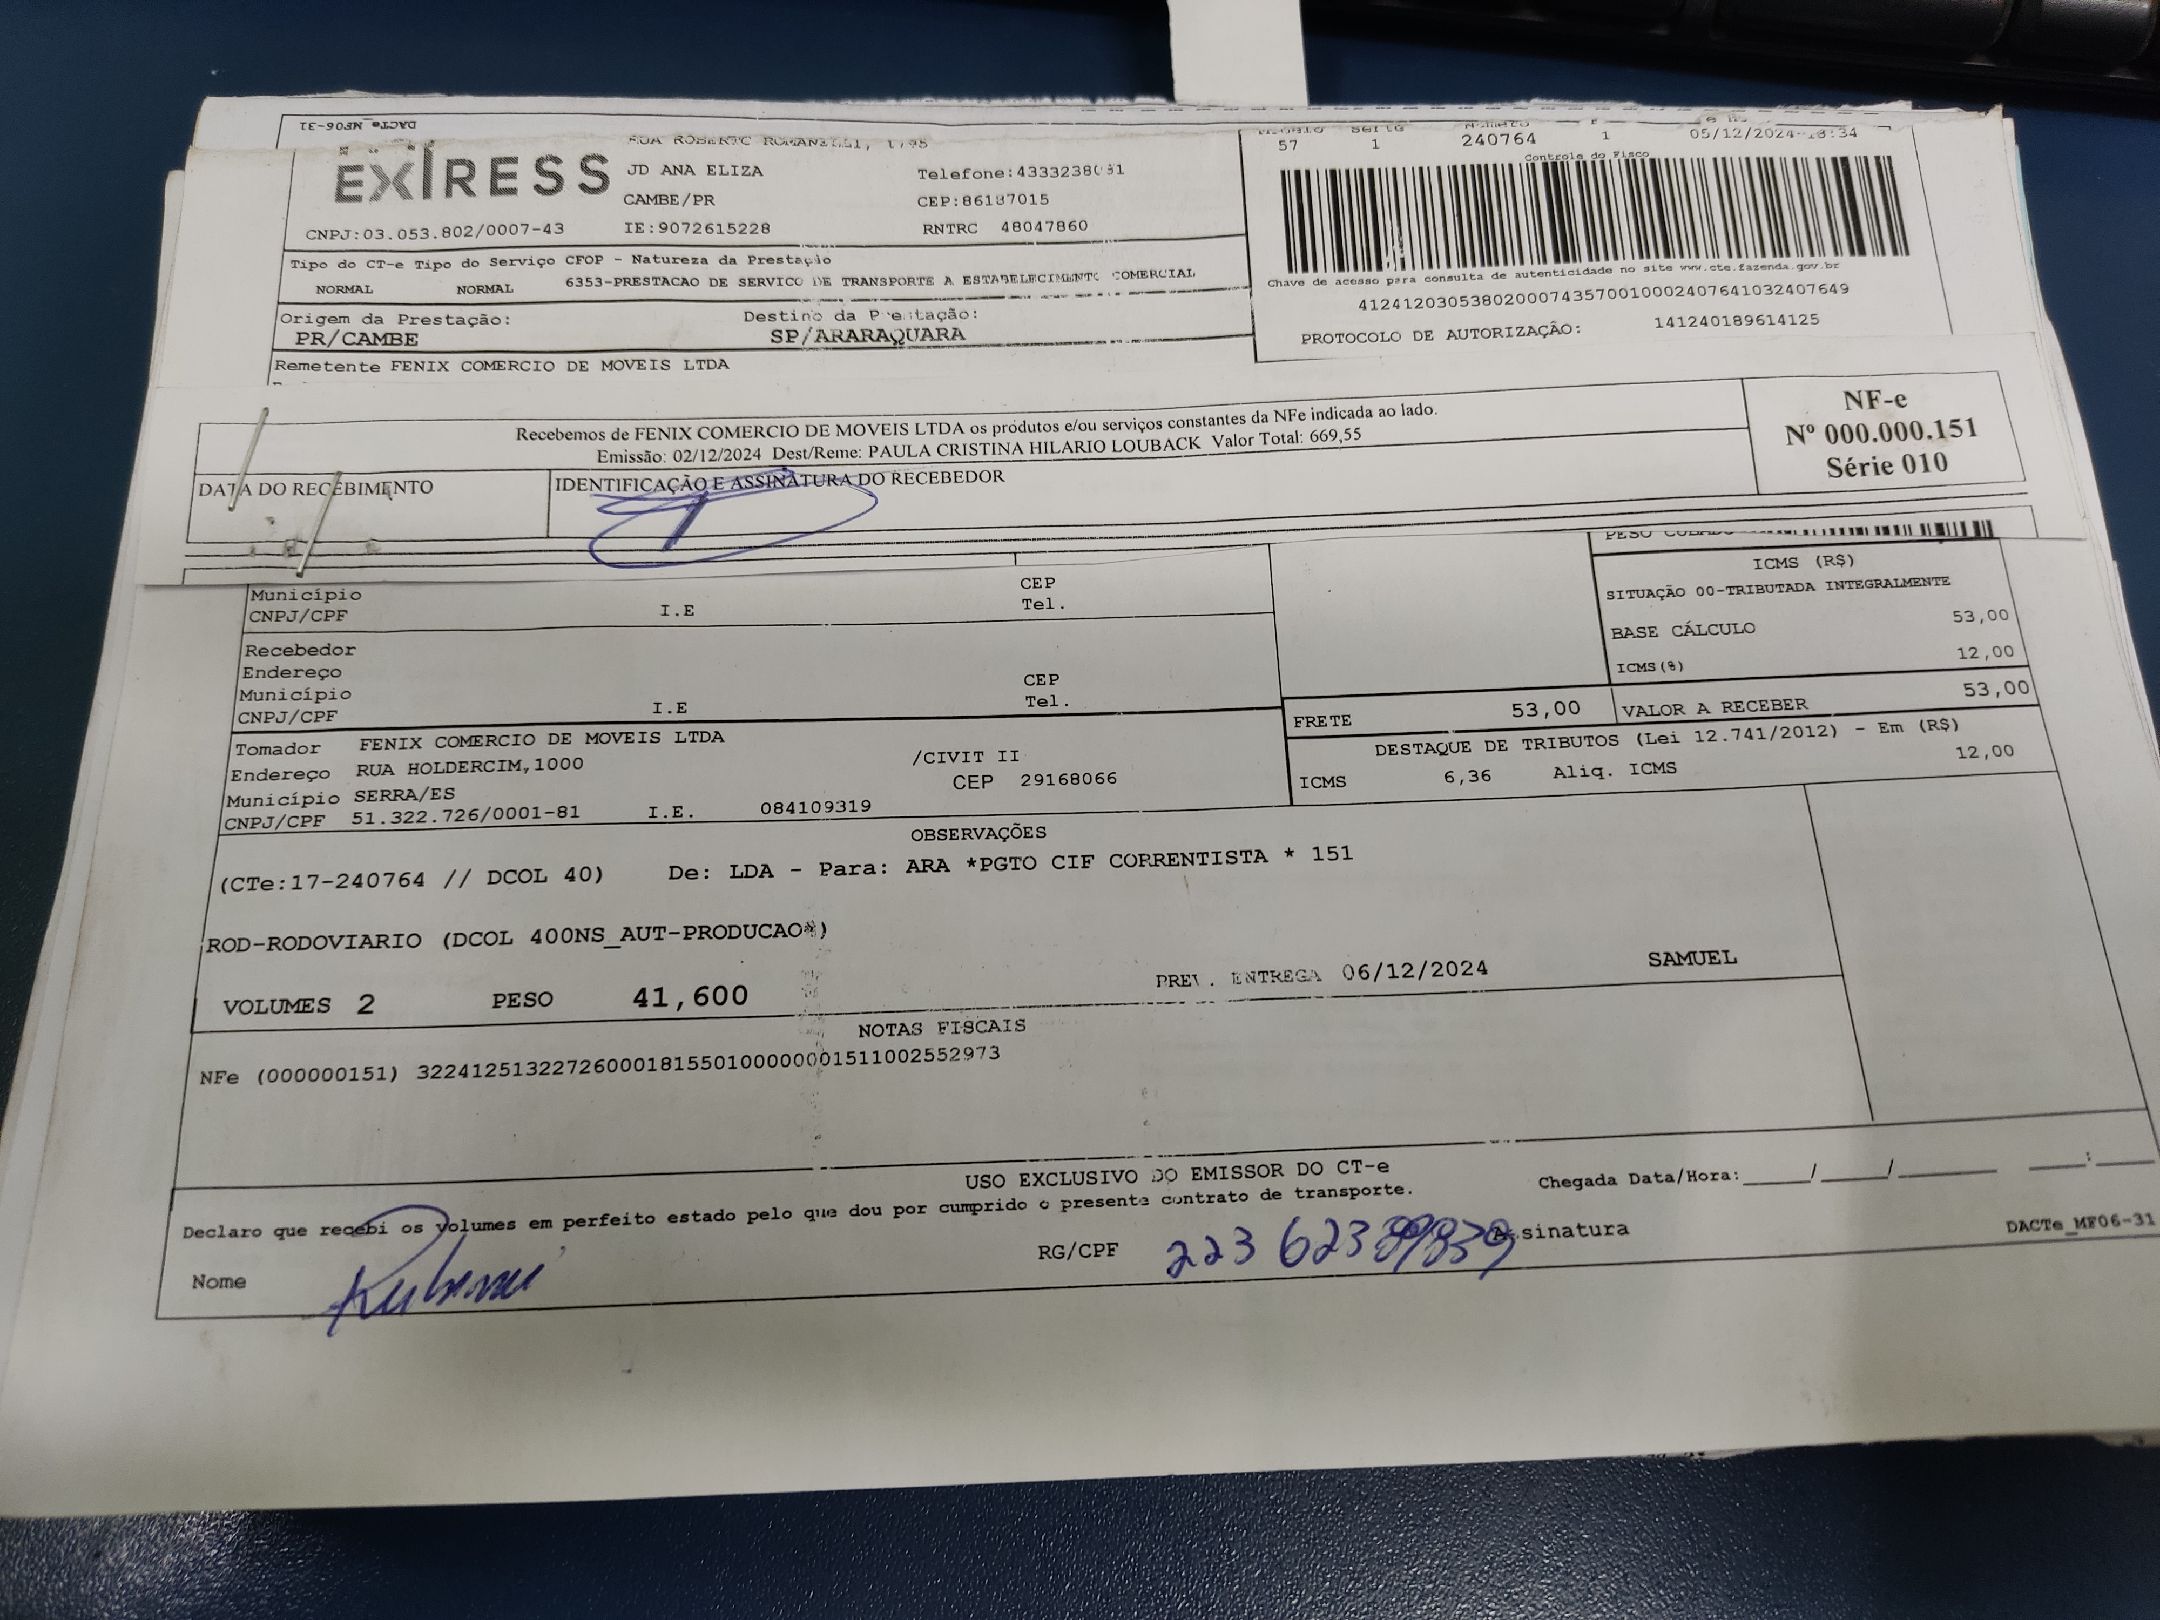 DACTe_MF06-31
EXPRESS
JD ANA ELIZA
CAMBE/PR
CEP:86187015
CNPJ:03.053.802/0007-43 IE:9072615228 RNTRC 48047860
57 1 240764 1 05/12/2024-18:34
Controle do Fisco
Chave de acesso para consulta de autenticidade no site www.cte.fazenda.gov.br
41241203053802000743570010002407641032407649
PROTOCOLO DE AUTORIZAÇÃO: 141240189614125
Tipo do CT-e Tipo do Serviço CFOP - Natureza da Prestação
NORMAL NORMAL 6353-PRESTACAO DE SERVICO DE TRANSPORTE A ESTABELECIMENTO COMERCIAL
Origem da Prestação: Destino da Prestação:
PR/CAMBE SP/ARARAQUARA
Remetente FENIX COMERCIO DE MOVEIS LTDA
Recebemos de FENIX COMERCIO DE MOVEIS LTDA os produtos e/ou serviços constantes da NFe indicada ao lado.
Emissão: 02/12/2024 Dest/Reme: PAULA CRISTINA HILARIO LOUBACK Valor Total: 669,55
DATA DO RECEBIMENTO IDENTIFICAÇÃO E ASSINATURA DO RECEBEDOR
NF-e
Nº 000.000.151
Série 010
PESO CUBADO
Município CEP
CNPJ/CPF I.E Tel.
Recebedor
Endereço
Município CEP
CNPJ/CPF I.E Tel.
ICMS (R$)
SITUAÇÃO 00-TRIBUTADA INTEGRALMENTE
BASE CÁLCULO 53,00
ICMS(%) 12,00
FRETE 53,00 VALOR A RECEBER 53,00
DESTAQUE DE TRIBUTOS (Lei 12.741/2012) - Em (R$)
ICMS 6,36 Aliq. ICMS 12,00
Tomador FENIX COMERCIO DE MOVEIS LTDA
Endereço RUA HOLDERCIM,1000 /CIVIT II
Município SERRA/ES CEP 29168066
CNPJ/CPF 51.322.726/0001-81 I.E. 084109319
OBSERVAÇÕES
(CTe:17-240764 // DCOL 40) De: LDA - Para: ARA *PGTO CIF CORRENTISTA * 151
ROD-RODOVIARIO (DCOL 400NS_AUT-PRODUCAO*)
VOLUMES 2 PESO 41,600 PREV. ENTREGA 06/12/2024 SAMUEL
NOTAS FISCAIS
NFe (000000151) 32241251322726000181550100000001511002552973
USO EXCLUSIVO DO EMISSOR DO CT-e
Declaro que recebi os volumes em perfeito estado pelo que dou por cumprido o presente contrato de transporte.
Chegada Data/Hora:_____/_____/________ ____:____
Nome RG/CPF Assinatura
DACTe_MF06-31